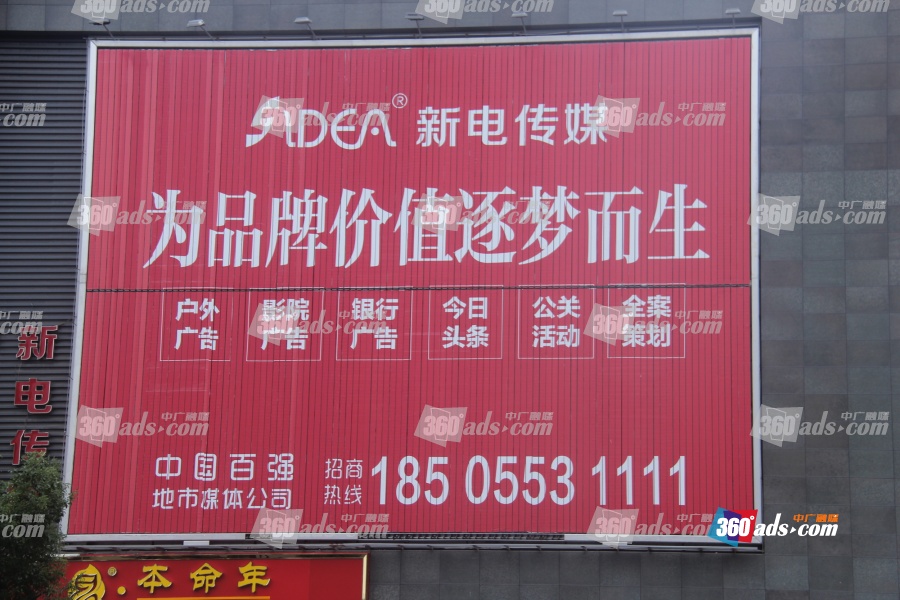 AIDEA® 新电传媒
为品牌价值逐梦而生
户外广告
影院广告
银行广告
今日头条
公关活动
全案策划
中国百强
地市媒体公司
招商热线
185 0553 1111
新电传
本命年
360°ads.com
中广融媒